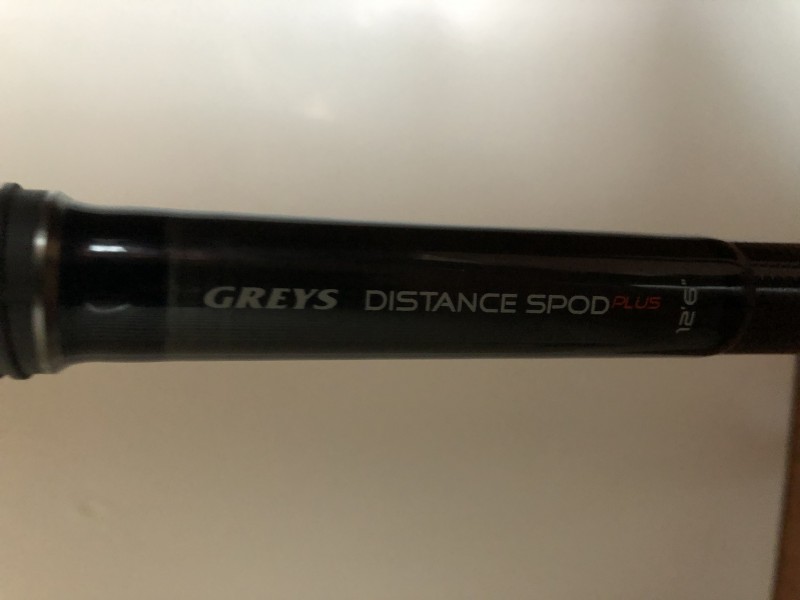 GREYS DISTANCE SPOD PLUS
12.6"